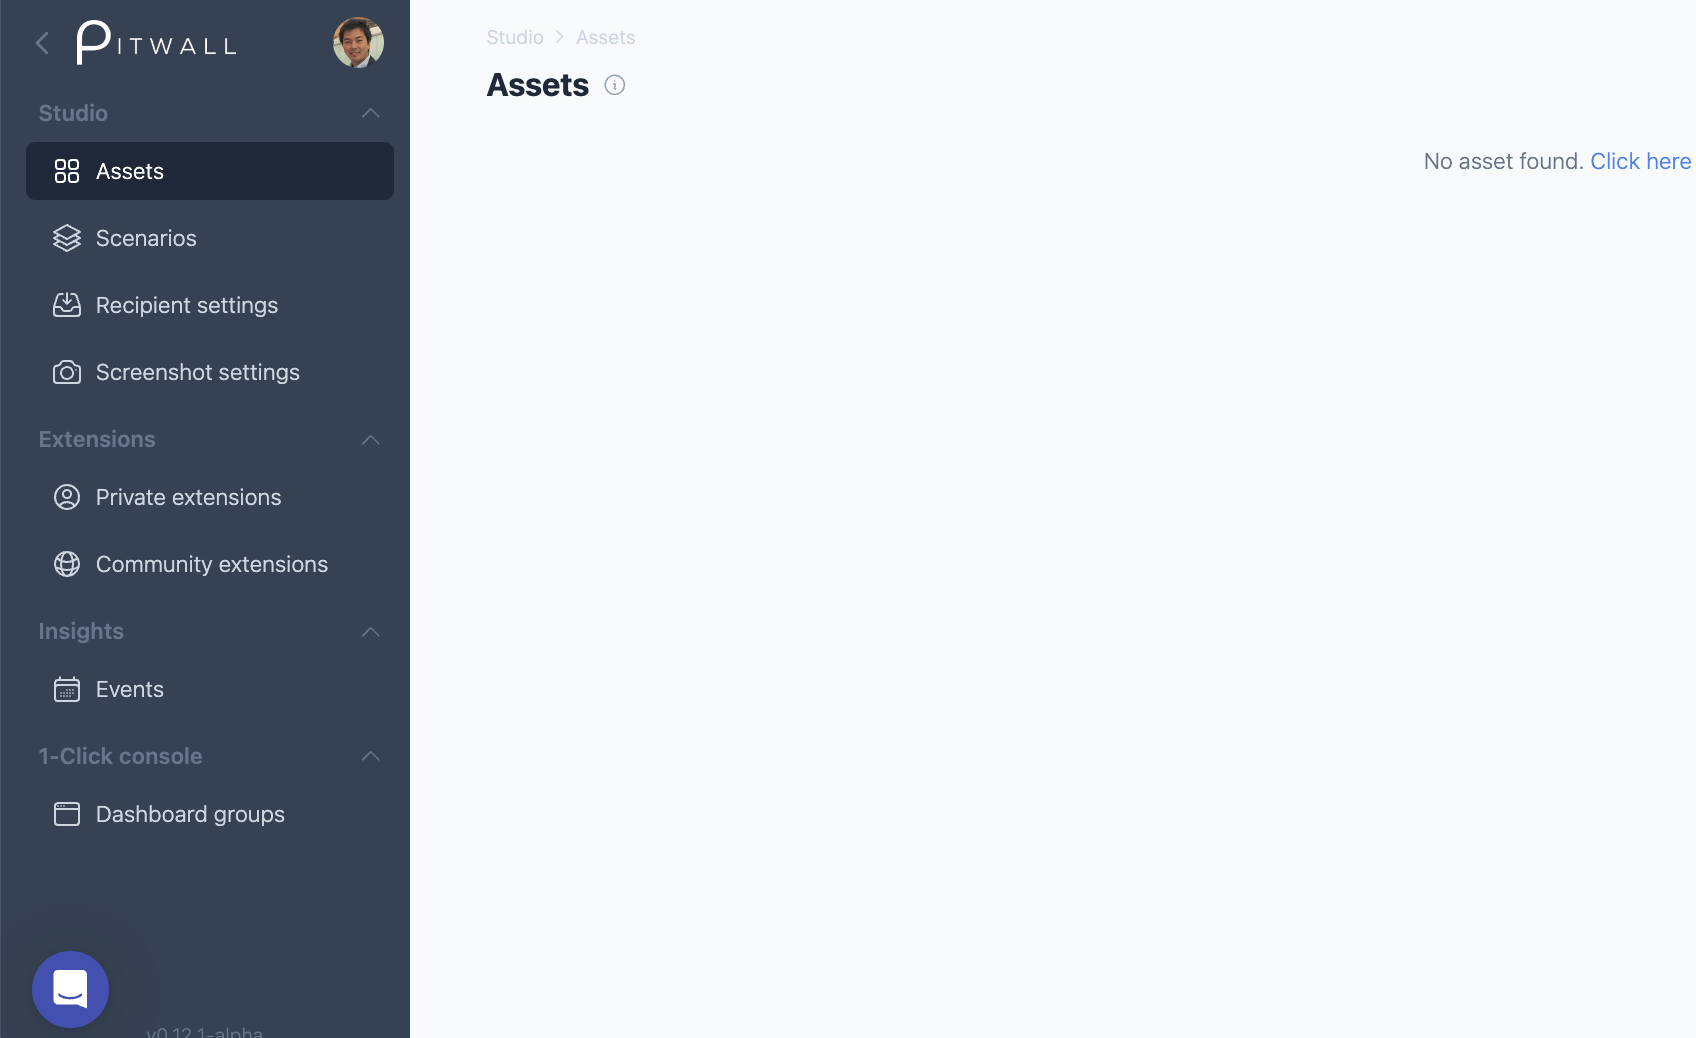 PITWALL
Studio
Assets
Scenarios
Recipient settings
Screenshot settings
Extensions
Private extensions
Community extensions
Insights
Events
1-Click console
Dashboard groups
v0.12.1-alpha
Studio > Assets
Assets
No asset found. Click here